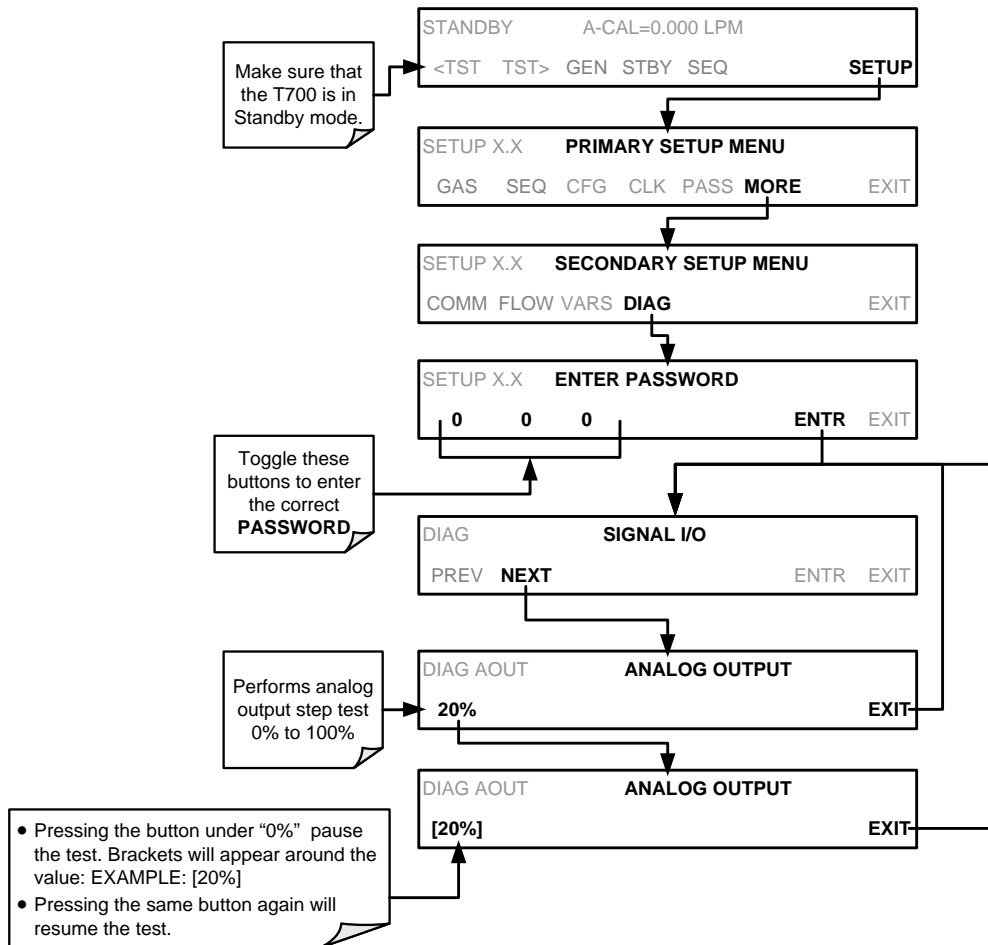 STANDBY A-CAL=0.000 LPM
<TST TST> GEN STBY SEQ SETUP
Make sure that
the T700 is in
Standby mode.
SETUP X.X PRIMARY SETUP MENU
GAS SEQ CFG CLK PASS MORE EXIT
SETUP X.X SECONDARY SETUP MENU
COMM FLOW VARS DIAG EXIT
SETUP X.X ENTER PASSWORD
0 0 0 ENTR EXIT
Toggle these
buttons to enter
the correct
PASSWORD
DIAG SIGNAL I/O
PREV NEXT ENTR EXIT
DIAG AOUT ANALOG OUTPUT
20% EXIT
Performs analog
output step test
0% to 100%
DIAG AOUT ANALOG OUTPUT
[20%] EXIT
• Pressing the button under “0%” pause
the test. Brackets will appear around the
value: EXAMPLE: [20%]
• Pressing the same button again will
resume the test.